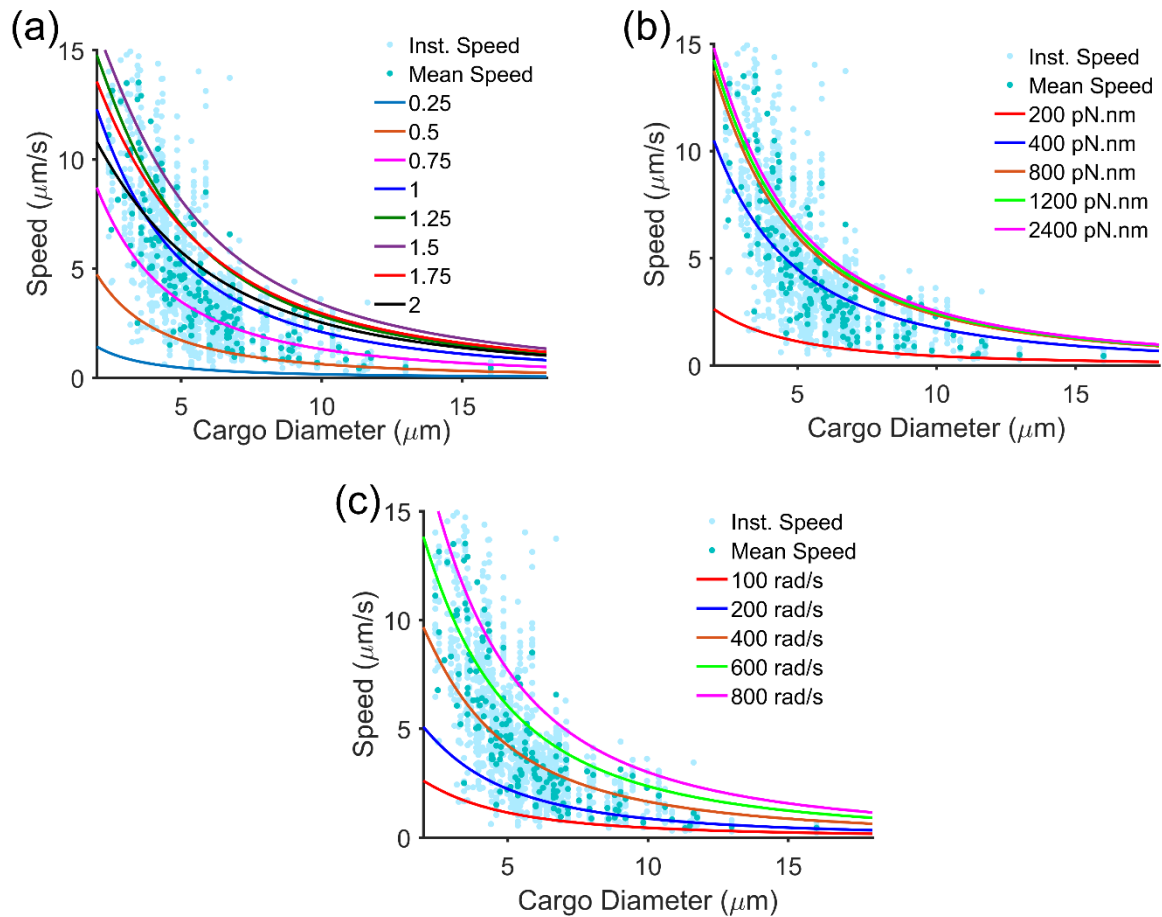 (a)
15
10
5
0
Speed (μm/s)
5
10
15
Cargo Diameter (μm)
Inst. Speed
Mean Speed
0.25
0.5
0.75
1
1.25
1.5
1.75
2
(b)
15
10
5
0
Speed (μm/s)
5
10
15
Cargo Diameter (μm)
Inst. Speed
Mean Speed
200 pN.nm
400 pN.nm
800 pN.nm
1200 pN.nm
2400 pN.nm
(c)
15
10
5
0
Speed (μm/s)
5
10
15
Cargo Diameter (μm)
Inst. Speed
Mean Speed
100 rad/s
200 rad/s
400 rad/s
600 rad/s
800 rad/s